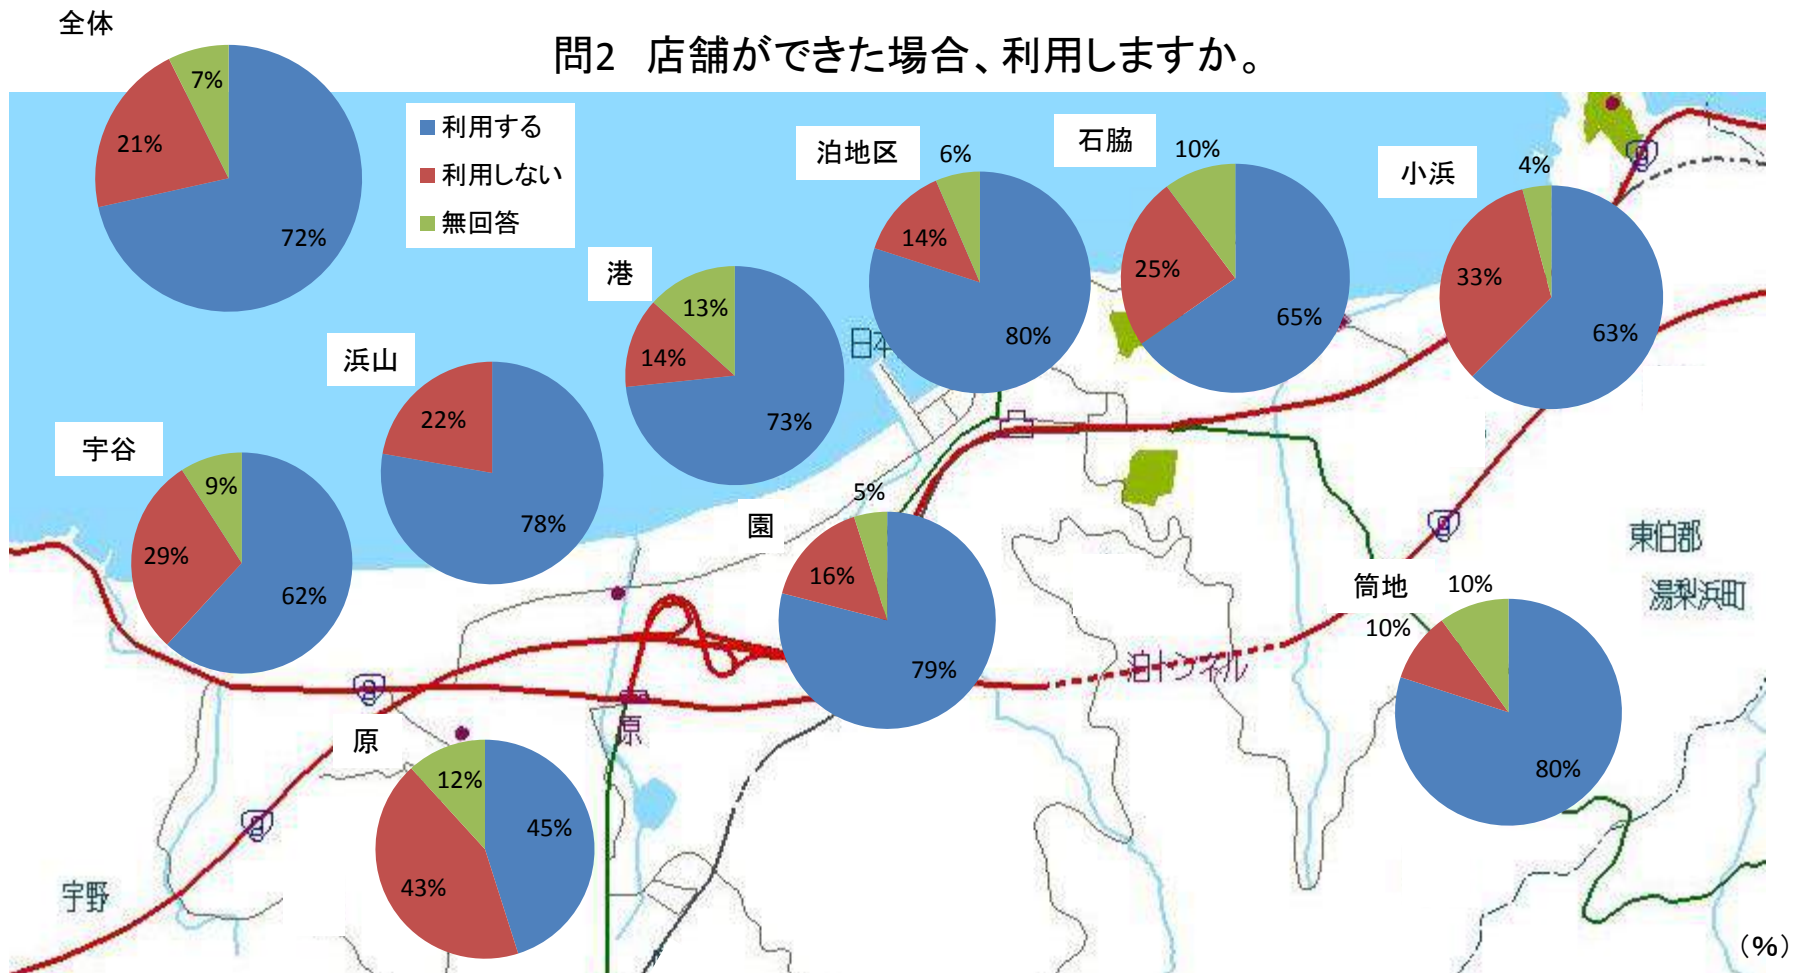 全体
問2　店舗ができた場合、利用しますか。
7%
21%
72%
利用する
利用しない
無回答
泊地区
6%
14%
80%
石脇
10%
25%
65%
小浜
4%
33%
63%
港
13%
14%
73%
日本
浜山
22%
78%
宇谷
9%
29%
62%
園
5%
16%
79%
東伯郡
湯梨浜町
筒地
10%
10%
80%
泊トンネル
原
原
12%
45%
43%
宇野
（%）